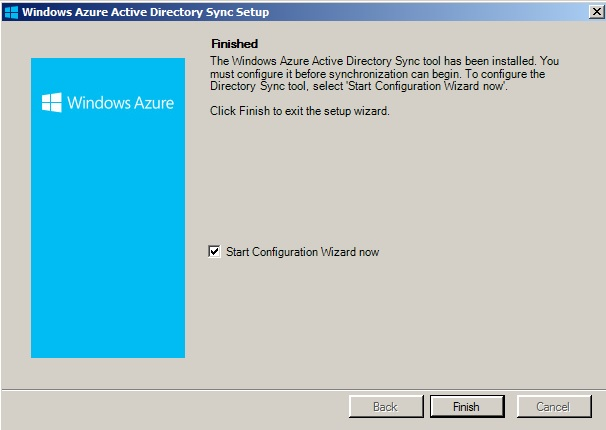 Windows Azure Active Directory Sync Setup
Finished
The Windows Azure Active Directory Sync tool has been installed. You
must configure it before synchronization can begin. To configure the
Directory Sync tool, select 'Start Configuration Wizard now'.
Click Finish to exit the setup wizard.
Windows Azure
Start Configuration Wizard now
Back
Finish
Cancel